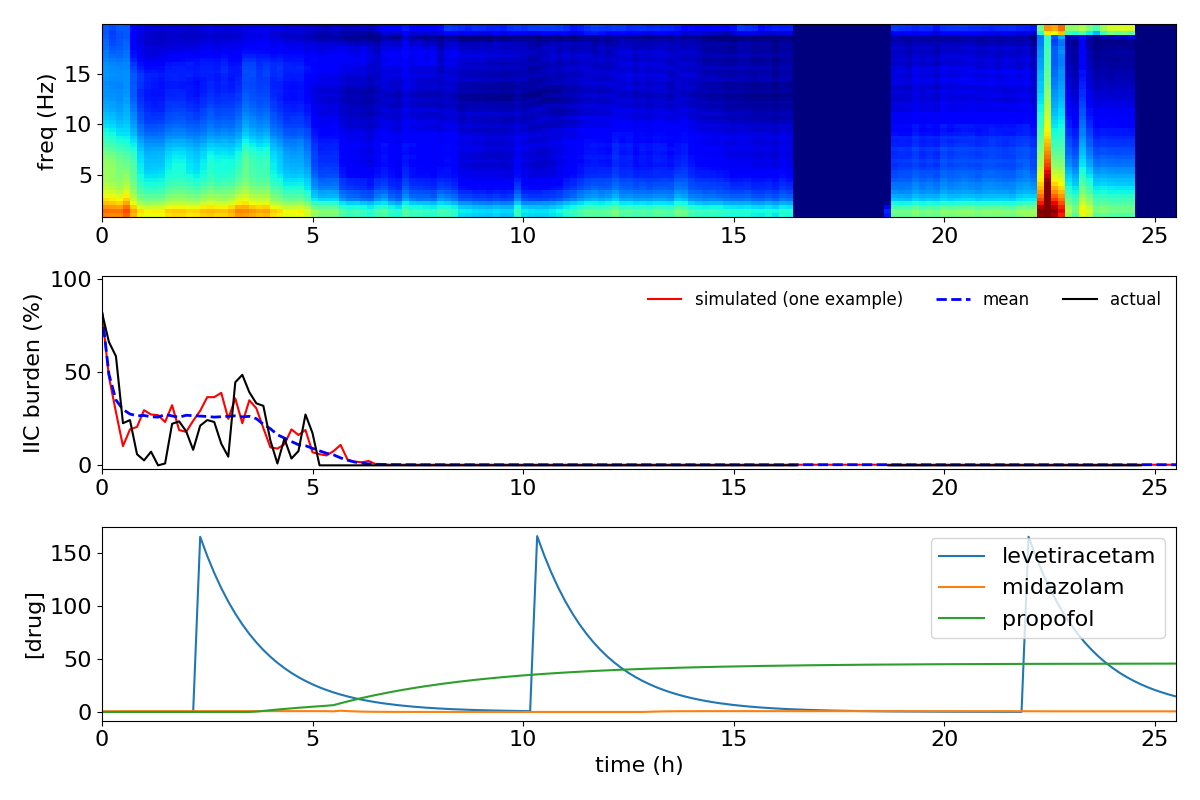 15
10
5
freq (Hz)
0 5 10 15 20 25
100
50
0
IIC burden (%)
simulated (one example) mean actual
0 5 10 15 20 25
150
100
50
0
[drug]
levetiracetam
midazolam
propofol
0 5 10 15 20 25
time (h)